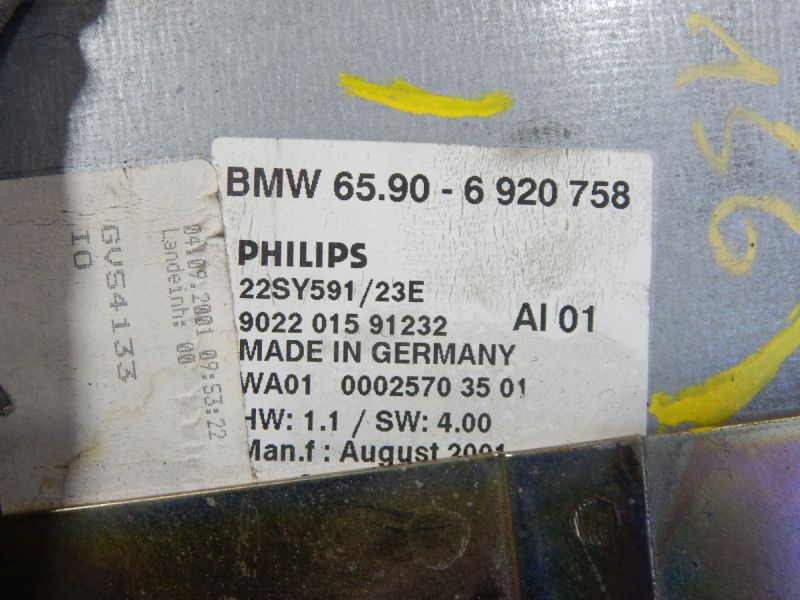 BMW 65.90 - 6 920 758
PHILIPS
22SY591/23E
9022 015 91232 AI 01
MADE IN GERMANY
WA01 0002570 35 01
HW: 1.1 / SW: 4.00
Man.f : August 2001
04.09.2001 09:53:22
Landeinh: 00
GV54133
IO
136